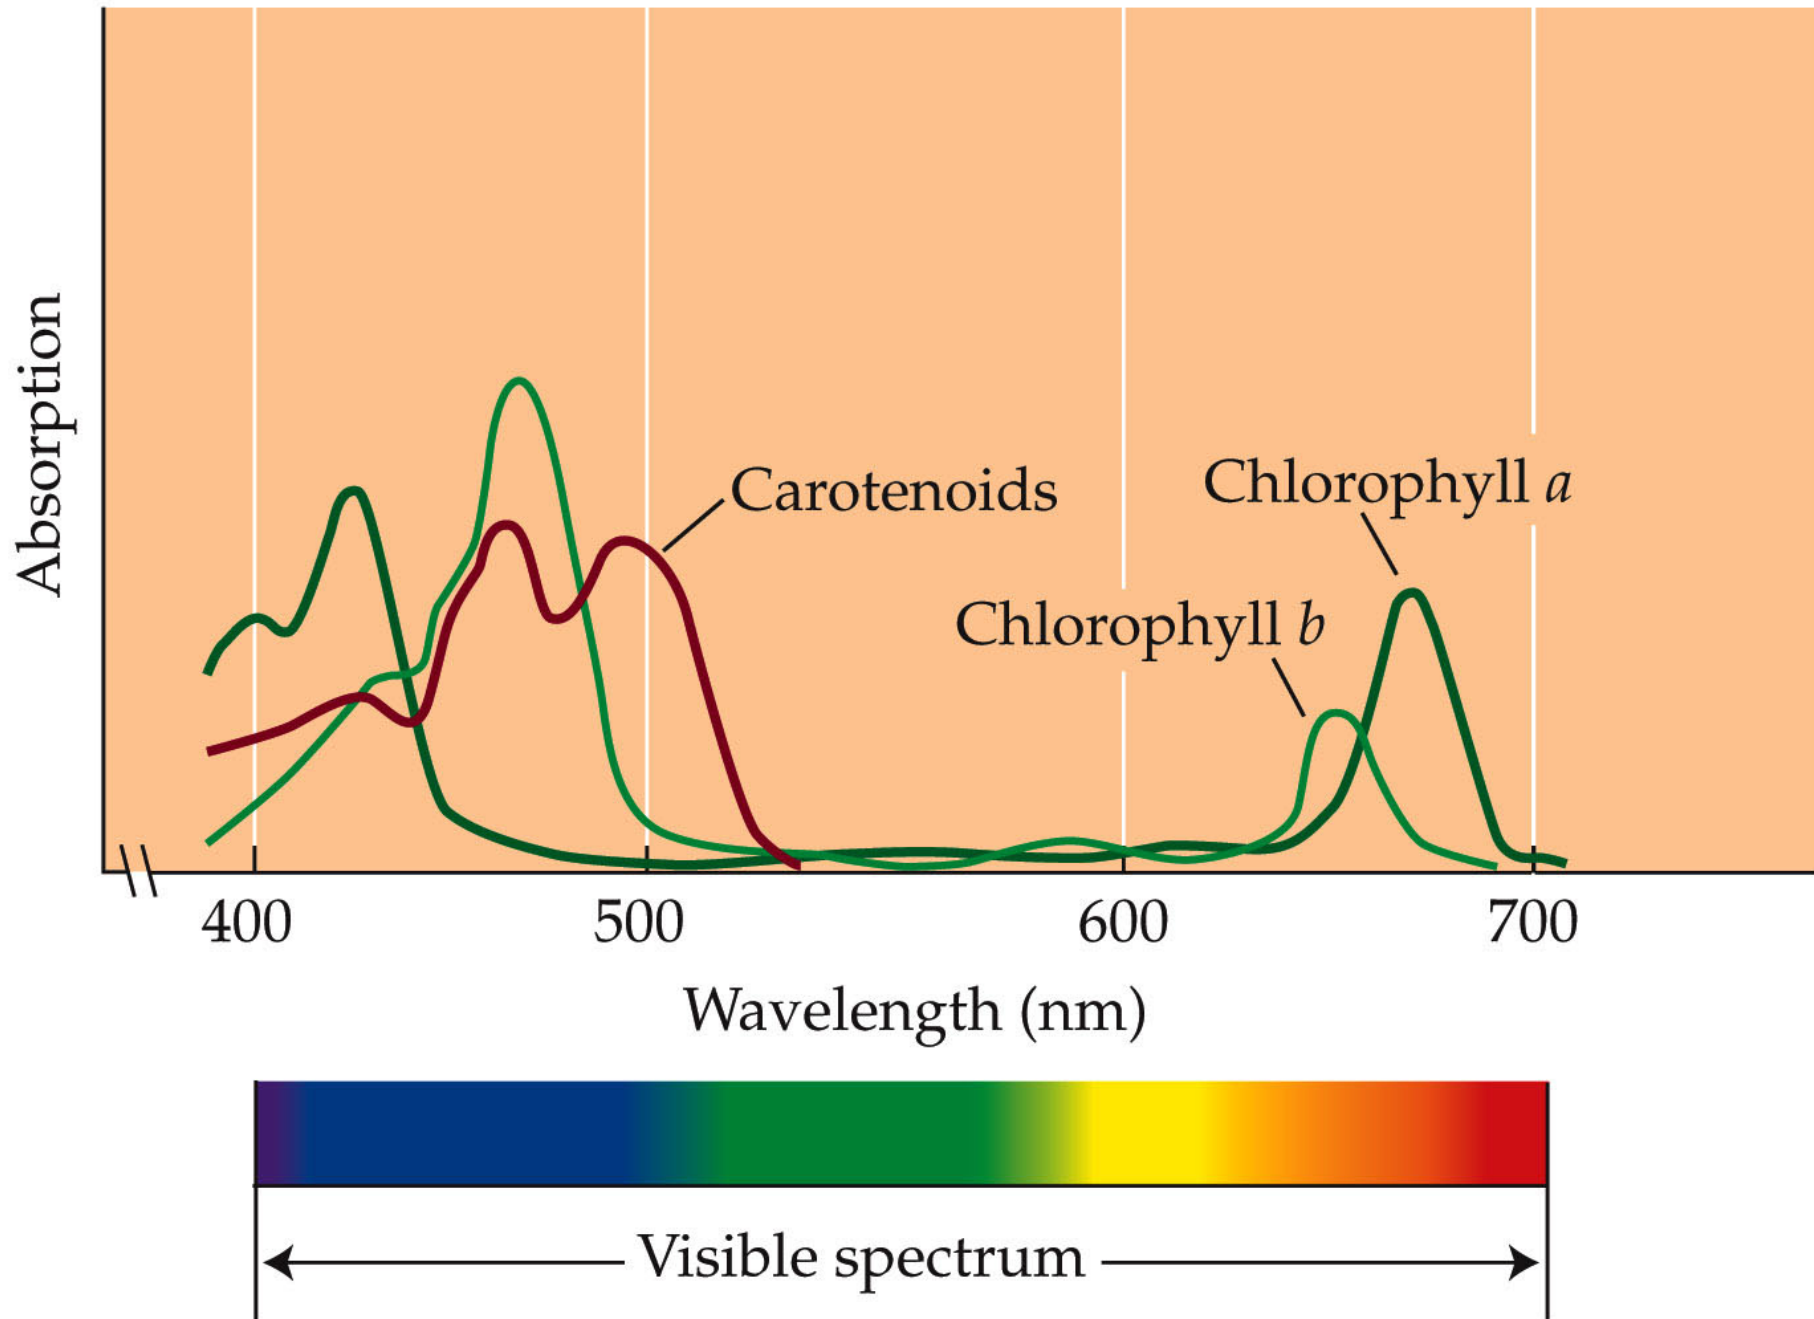 Absorption
Carotenoids
Chlorophyll a
Chlorophyll b
400 500 600 700
Wavelength (nm)
Visible spectrum